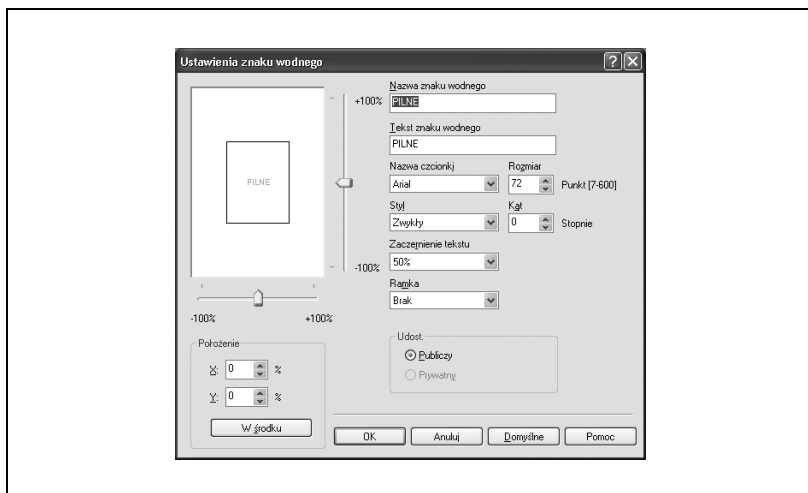 Ustawienia znaku wodnego
PILNE
+100%
-100%
-100%
+100%
Położenie
X: 0 %
Y: 0 %
W środku
Nazwa znaku wodnego
PILNE
Tekst znaku wodnego
PILNE
Nazwa czcionki
Rozmiar
Arial
72
Punkt [7-600]
Styl
Kąt
Zwykły
0
Stopnie
Zaczernienie tekstu
50%
Ramka
Brak
Udost.
Publiczy
Prywatny
OK
Anuluj
Domyślne
Pomoc